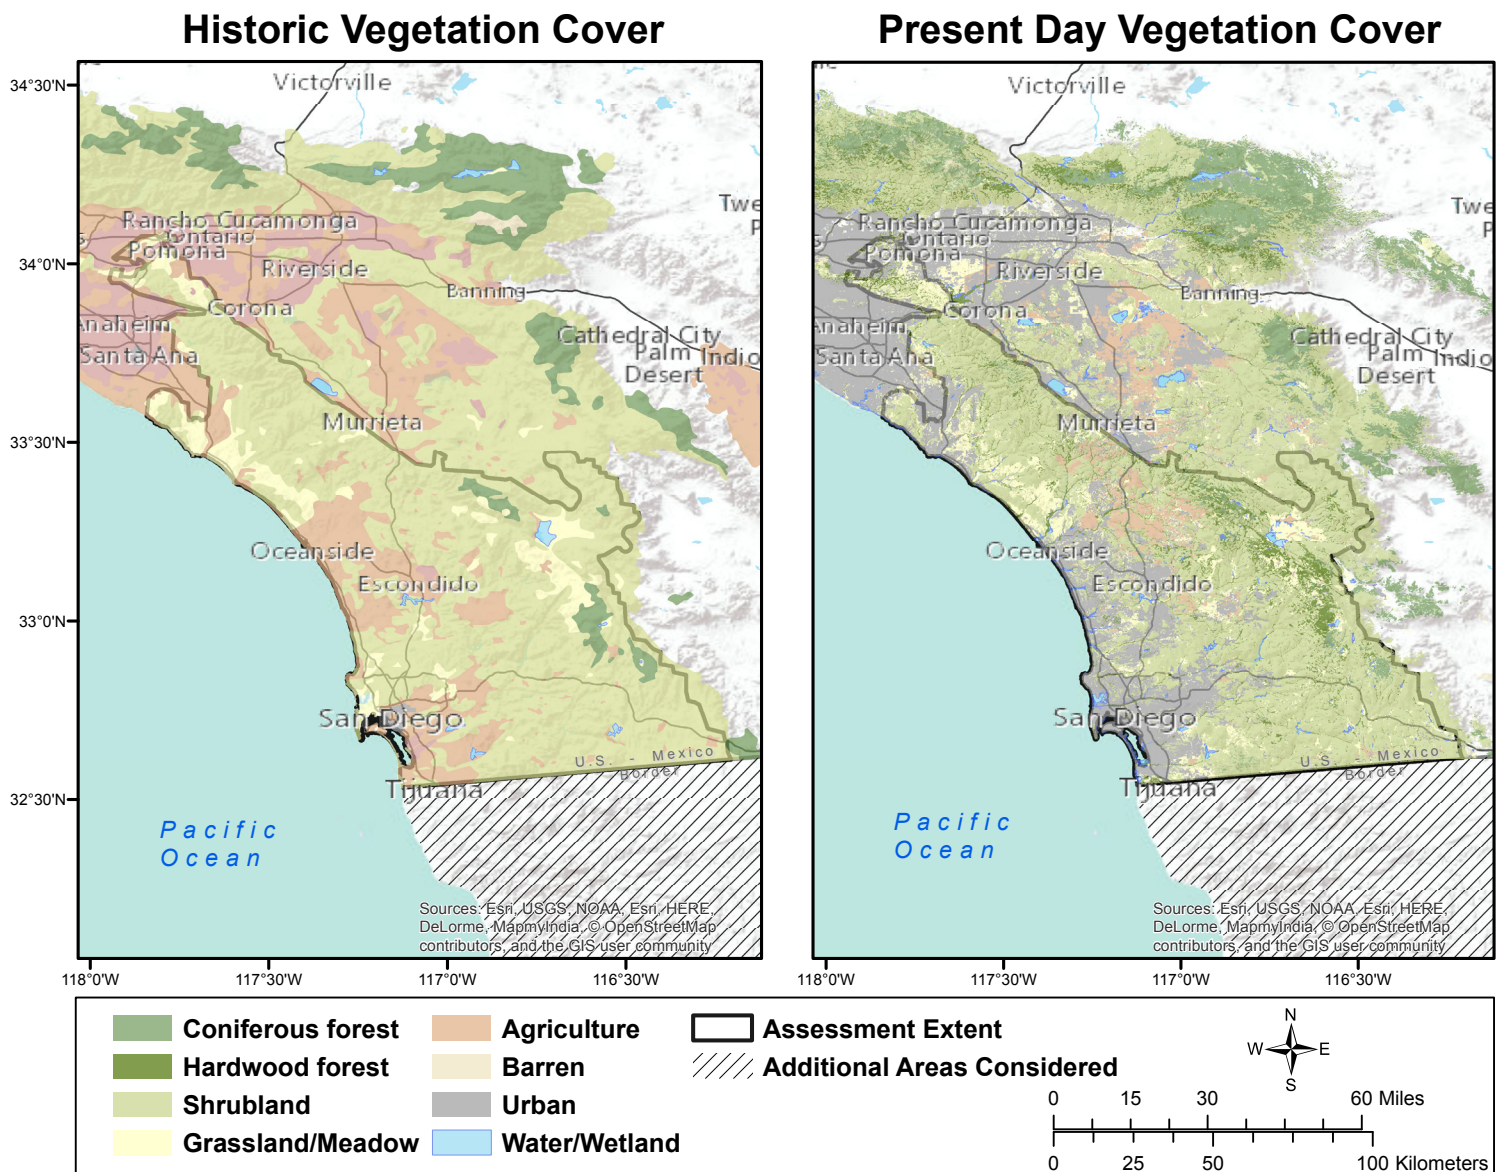 Historic Vegetation Cover
Present Day Vegetation Cover
34°30'N
34°0'N
33°30'N
33°0'N
32°30'N
Victorville
Twe
P
Rancho Cucamonga
Ontario
Pomona
Riverside
Banning
Corona
Anaheim
Santa Ana
Cathedral City
Palm
Desert
Indio
Murrieta
Oceanside
Escondido
San Diego
U.S. - Mexico
Border
Tijuana
Pacific
Ocean
Sources: Esri, USGS, NOAA, Esri, HERE,
DeLorme, MapmyIndia, © OpenStreetMap
contributors, and the GIS user community
118°0'W
117°30'W
117°0'W
116°30'W
Victorville
Twe
P
Rancho Cucamonga
Ontario
Pomona
Riverside
Banning
Corona
Anaheim
Santa Ana
Cathedral City
Palm
Desert
Indio
Murrieta
Oceanside
Escondido
San Diego
U.S. - Mexico
Border
Tijuana
Pacific
Ocean
Sources: Esri, USGS, NOAA, Esri, HERE,
DeLorme, MapmyIndia, © OpenStreetMap
contributors, and the GIS user community
118°0'W
117°30'W
117°0'W
116°30'W
Coniferous forest
Hardwood forest
Shrubland
Grassland/Meadow
Agriculture
Barren
Urban
Water/Wetland
Assessment Extent
Additional Areas Considered
N
W
E
S
0 15 30 60 Miles
0 25 50 100 Kilometers